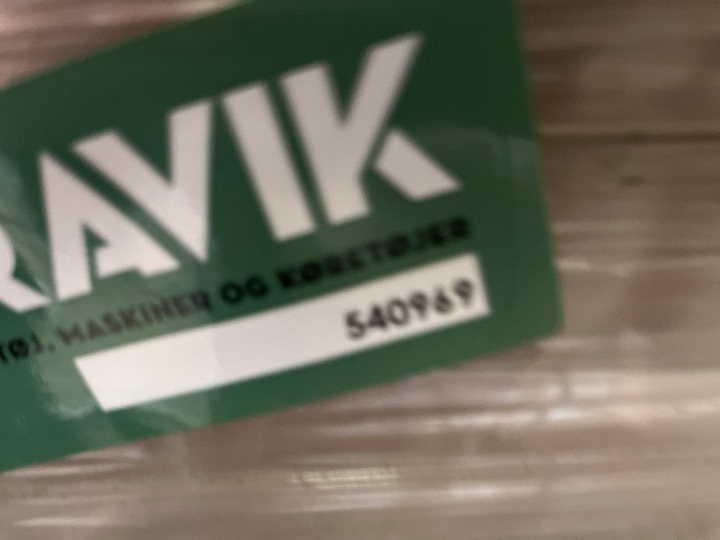 RAVIK
TØJ, MASKINER OG KØRETØJER
540969